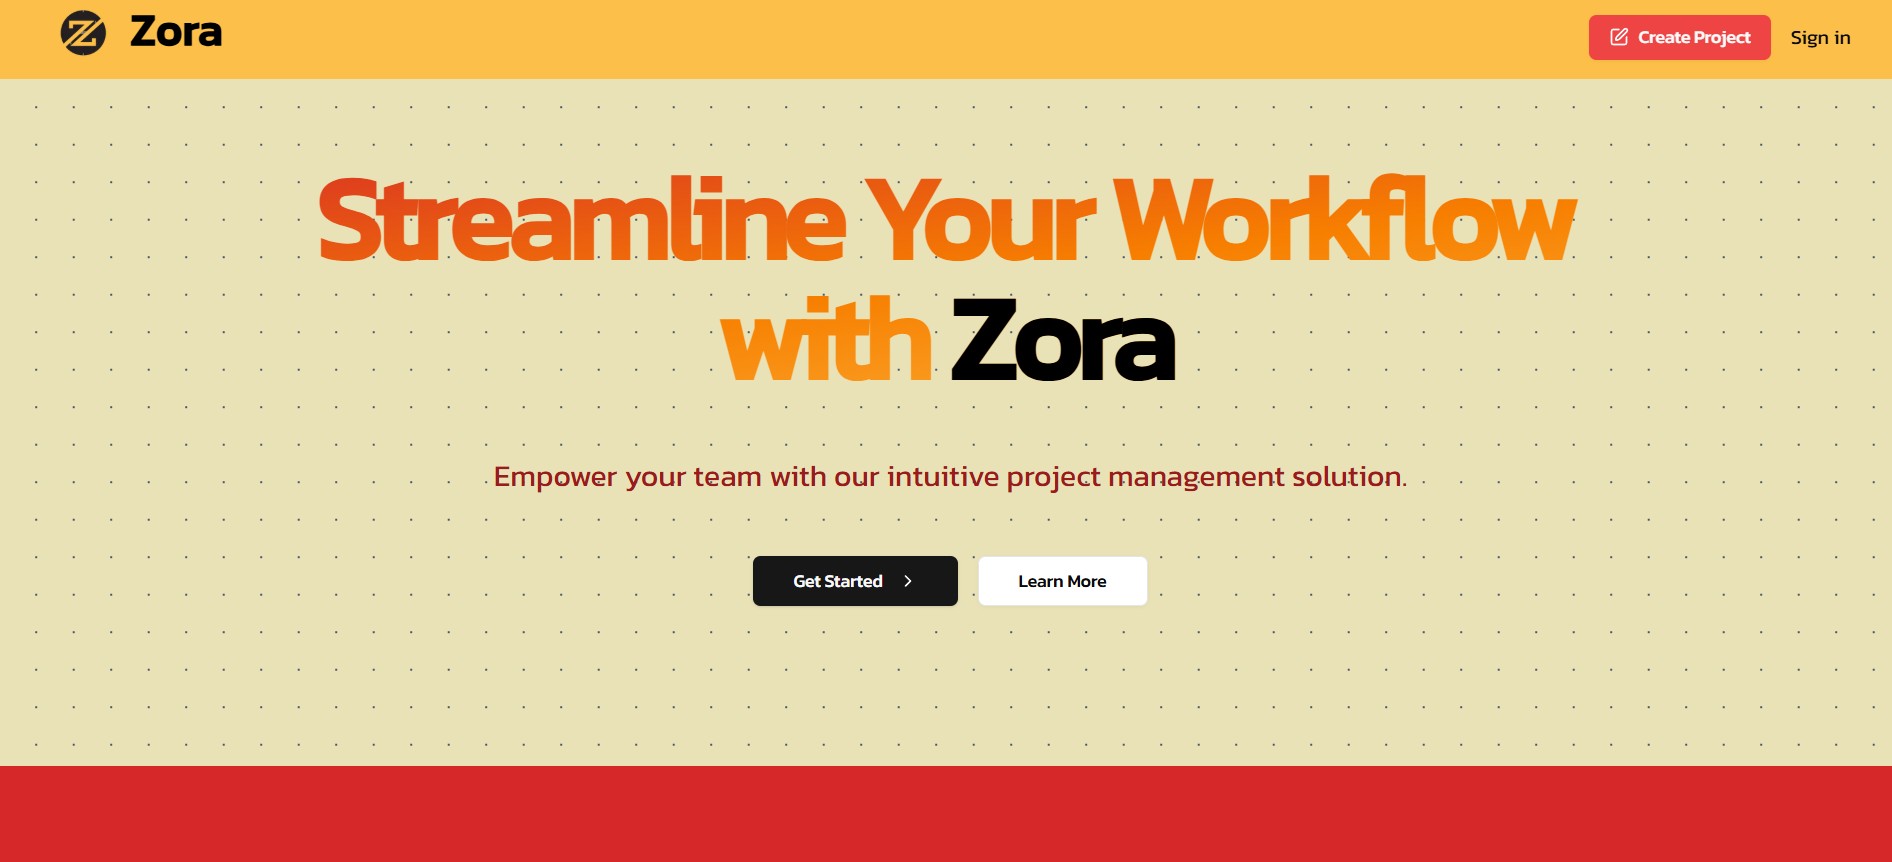 Zora
Create Project
Sign in
Streamline Your Workflow
with Zora
Empower your team with our intuitive project management solution.
Get Started
Learn More